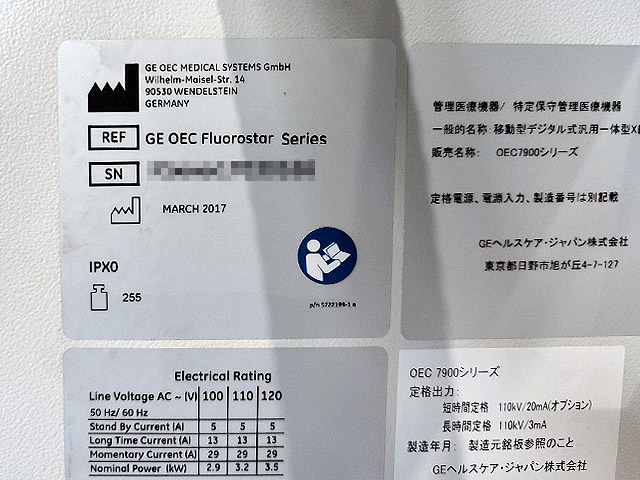 GE OEC MEDICAL SYSTEMS GmbH
Wilhelm-Maisel-Str. 14
90530 WENDELSTEIN
GERMANY
REF GE OEC Fluorostar Series
SN
MARCH 2017
IPX0
255
p/n 5222199-1
管理医療機器/ 特定保守管理医療機器
一般的名称: 移動型デジタル式汎用一体型X
販売名称: OEC7900シリーズ
定格電源、電源入力、製造番号は別記載
GEヘルスケア・ジャパン株式会社
東京都日野市旭が丘4-7-127
Electrical Rating
Line Voltage AC ~ (V) 100 110 120
50 Hz/ 60 Hz
Stand By Current (A) 5 5 5
Long Time Current (A) 13 13 13
Momentary Current (A) 29 29 29
Nominal Power (kW) 2.9 3.2 3.5
OEC 7900シリーズ
定格出力:
短時間定格 110kV/20mA(オプション)
長時間定格 110kV/3mA
製造年月: 製造元銘板参照のこと
GEヘルスケア・ジャパン株式会社